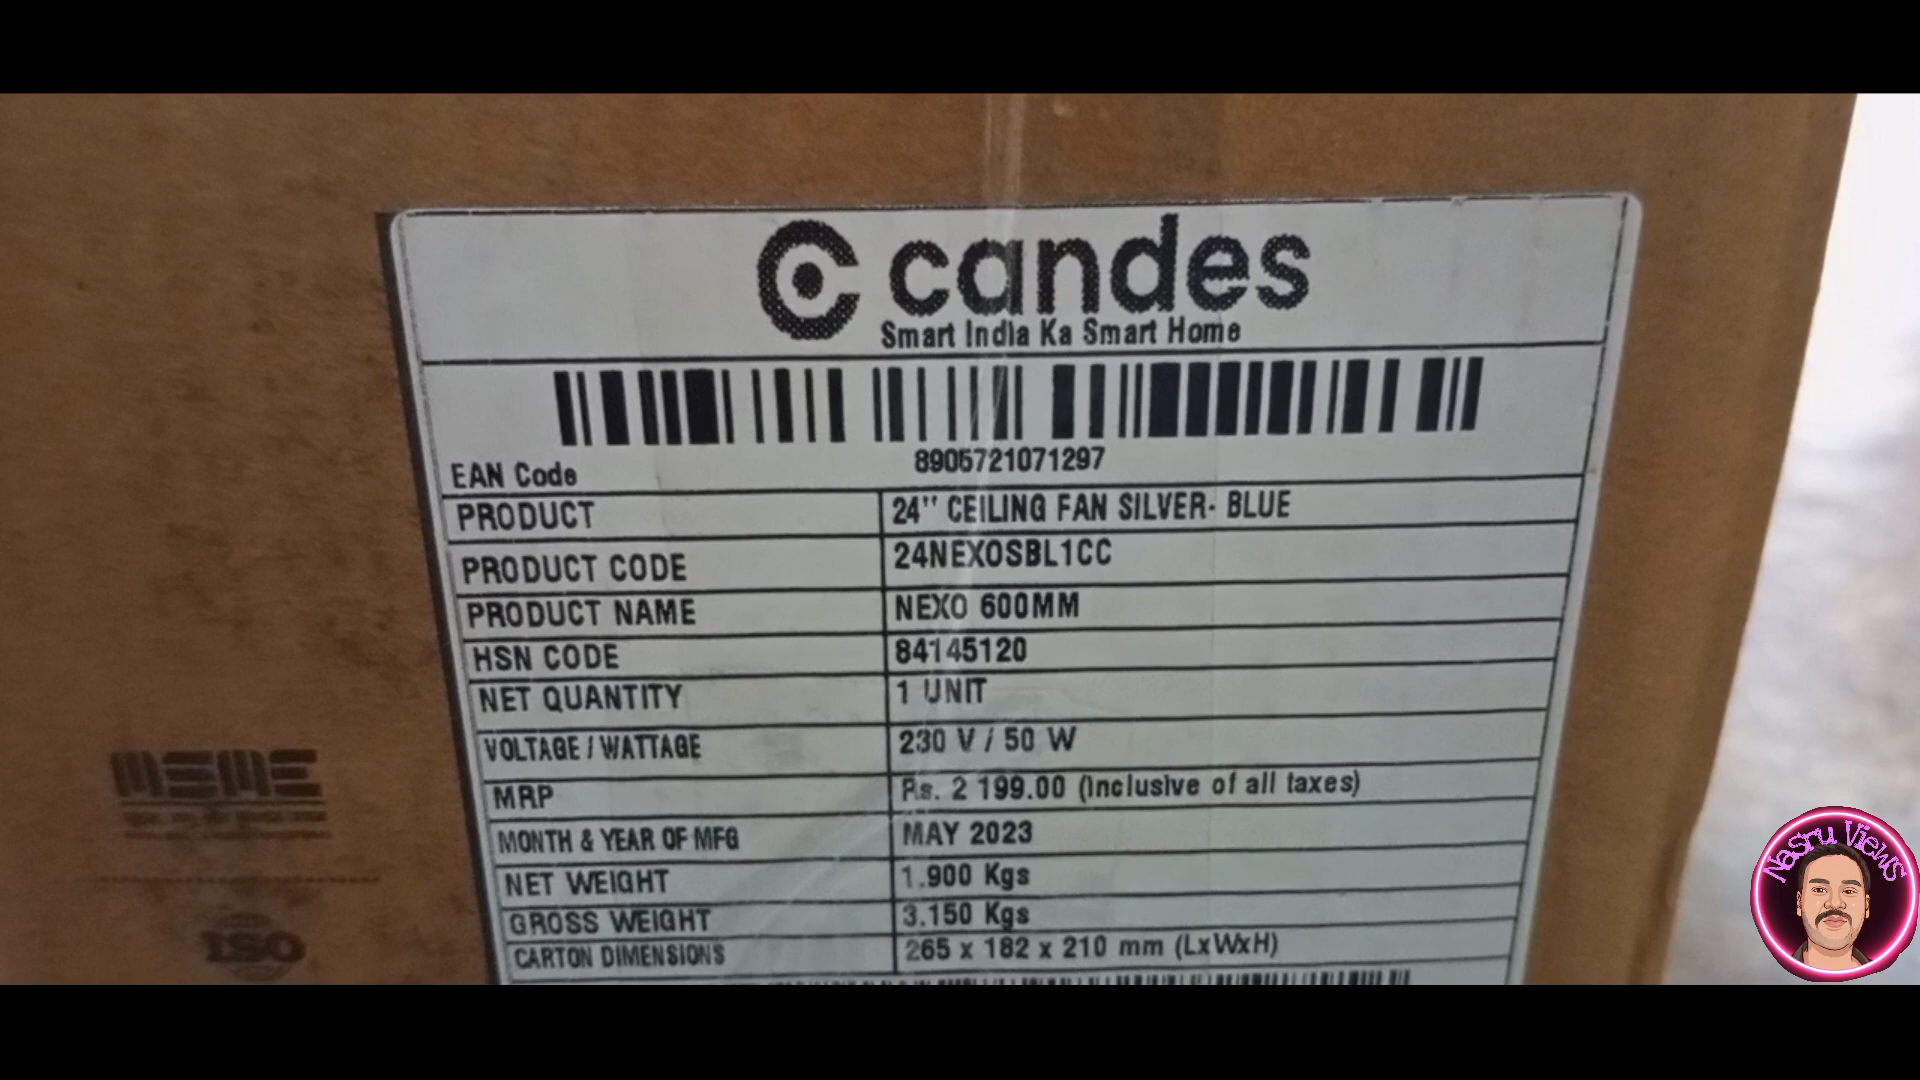 candes
Smart India Ka Smart Home
8905721071297
EAN Code
PRODUCT 24" CEILING FAN SILVER- BLUE
PRODUCT CODE 24NEXOSBL1CC
PRODUCT NAME NEXO 600MM
HSN CODE 84145120
NET QUANTITY 1 UNIT
VOLTAGE / WATTAGE 230 V / 50 W
MRP Rs. 2 199.00 (Inclusive of all taxes)
MONTH & YEAR OF MFG MAY 2023
NET WEIGHT 1.900 Kgs
GROSS WEIGHT 3.150 Kgs
CARTON DIMENSIONS 265 x 182 x 210 mm (LxWxH)
MSME
ISO
Nasru Views